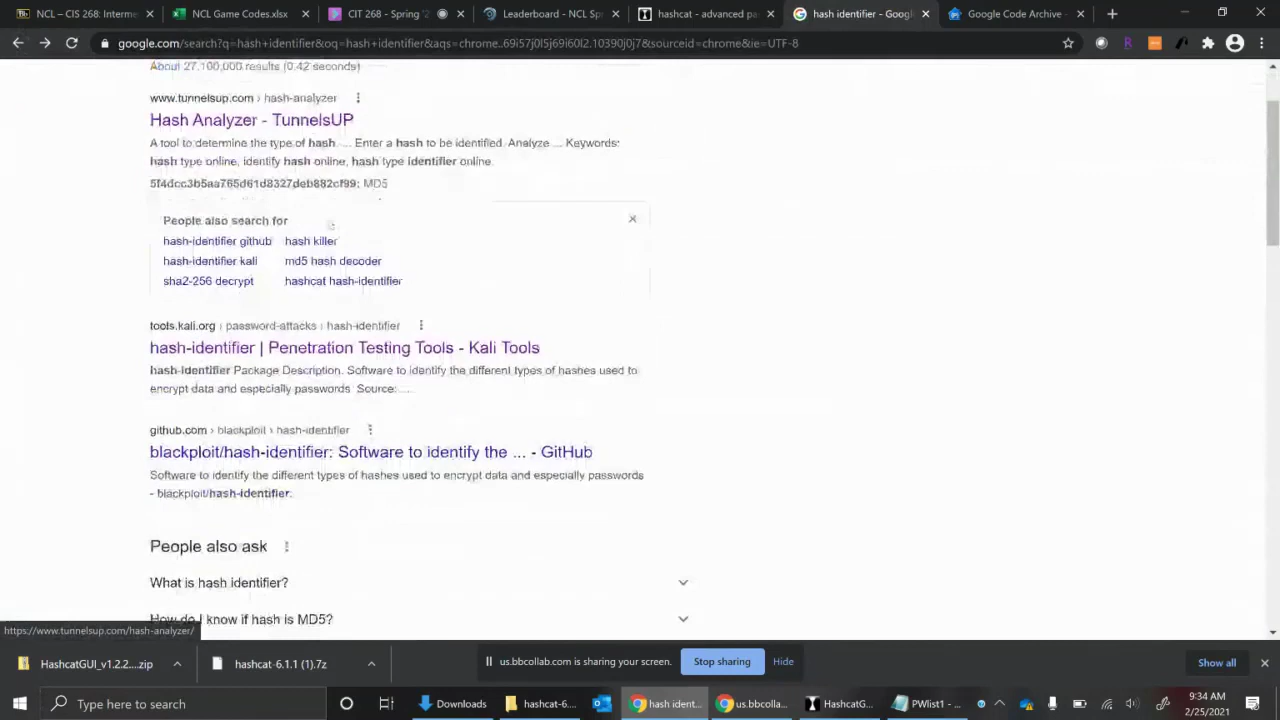 NCL – CIS 268: Interne
NCL Game Codes.xlsx
CIT 268 - Spring '2
Leaderboard - NCL Sp
hashcat - advanced pa
hash identifier - Goog
Google Code Archive -
google.com/search?q=hash+identifier&oq=hash+identifier&aqs=chrome..69i57j0l5j69i60l2.10390j0j7&sourceid=chrome&ie=UTF-8
About 27,100,000 results (0.42 seconds)
www.tunnelsup.com › hash-analyzer
Hash Analyzer - TunnelsUP
A tool to determine the type of hash. ... Enter a hash to be identified. Analyze ... Keywords:
hash type online, identify hash online, hash type identifier online.
5f4dcc3b5aa765d61d8327deb882cf99: MD5
People also search for
hash-identifier github hash killer
hash-identifier kali md5 hash decoder
sha2-256 decrypt hashcat hash-identifier
tools.kali.org › password-attacks › hash-identifier
hash-identifier | Penetration Testing Tools - Kali Tools
hash-identifier Package Description. Software to identify the different types of hashes used to
encrypt data and especially passwords. Source: ...
github.com › blackploit › hash-identifier
blackploit/hash-identifier: Software to identify the ... - GitHub
Software to identify the different types of hashes used to encrypt data and especially passwords
- blackploit/hash-identifier.
People also ask
What is hash identifier?
How do I know if hash is MD5?
https://www.tunnelsup.com/hash-analyzer/
HashcatGUI_v1.2.2....zip
hashcat-6.1.1 (1).7z
us.bbcollab.com is sharing your screen.
Stop sharing
Hide
Show all
Type here to search
Downloads
hashcat-6....
hash ident...
us.bbcolla...
HashcatG...
PWlist1 - ...
9:34 AM
2/25/2021